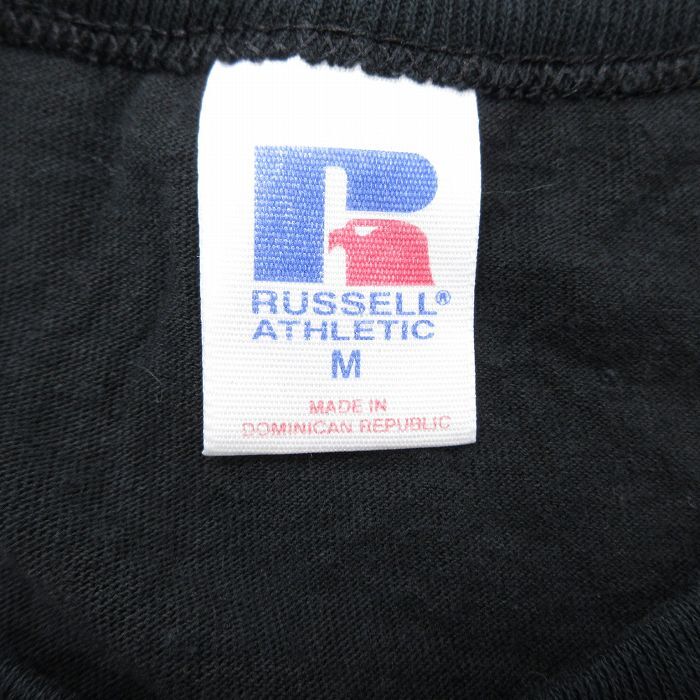 R
RUSSELL®
ATHLETIC
M
MADE IN
DOMINICAN REPUBLIC